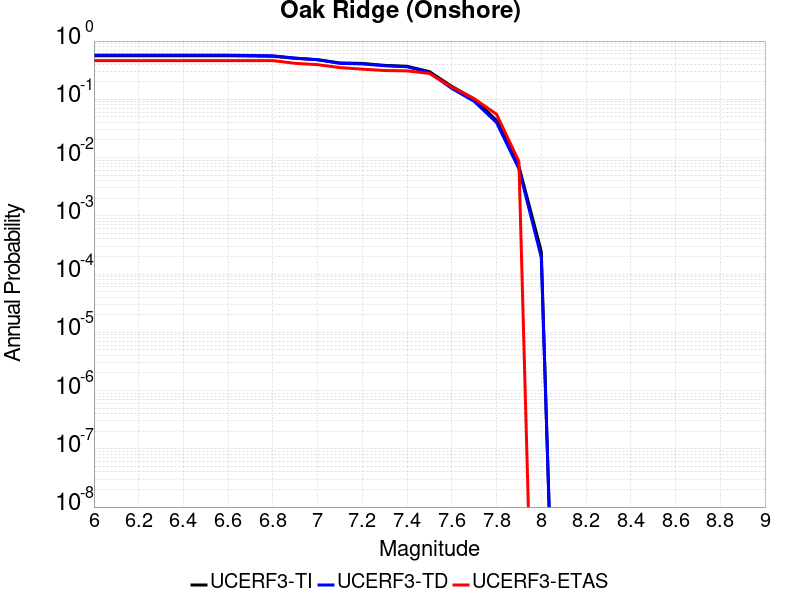 Oak Ridge (Onshore)
10^0
10^-1
10^-2
10^-3
10^-4
10^-5
10^-6
10^-7
10^-8
Annual Probability
6 6.2 6.4 6.6 6.8 7 7.2 7.4 7.6 7.8 8 8.2 8.4 8.6 8.8 9
Magnitude
UCERF3-TI UCERF3-TD UCERF3-ETAS